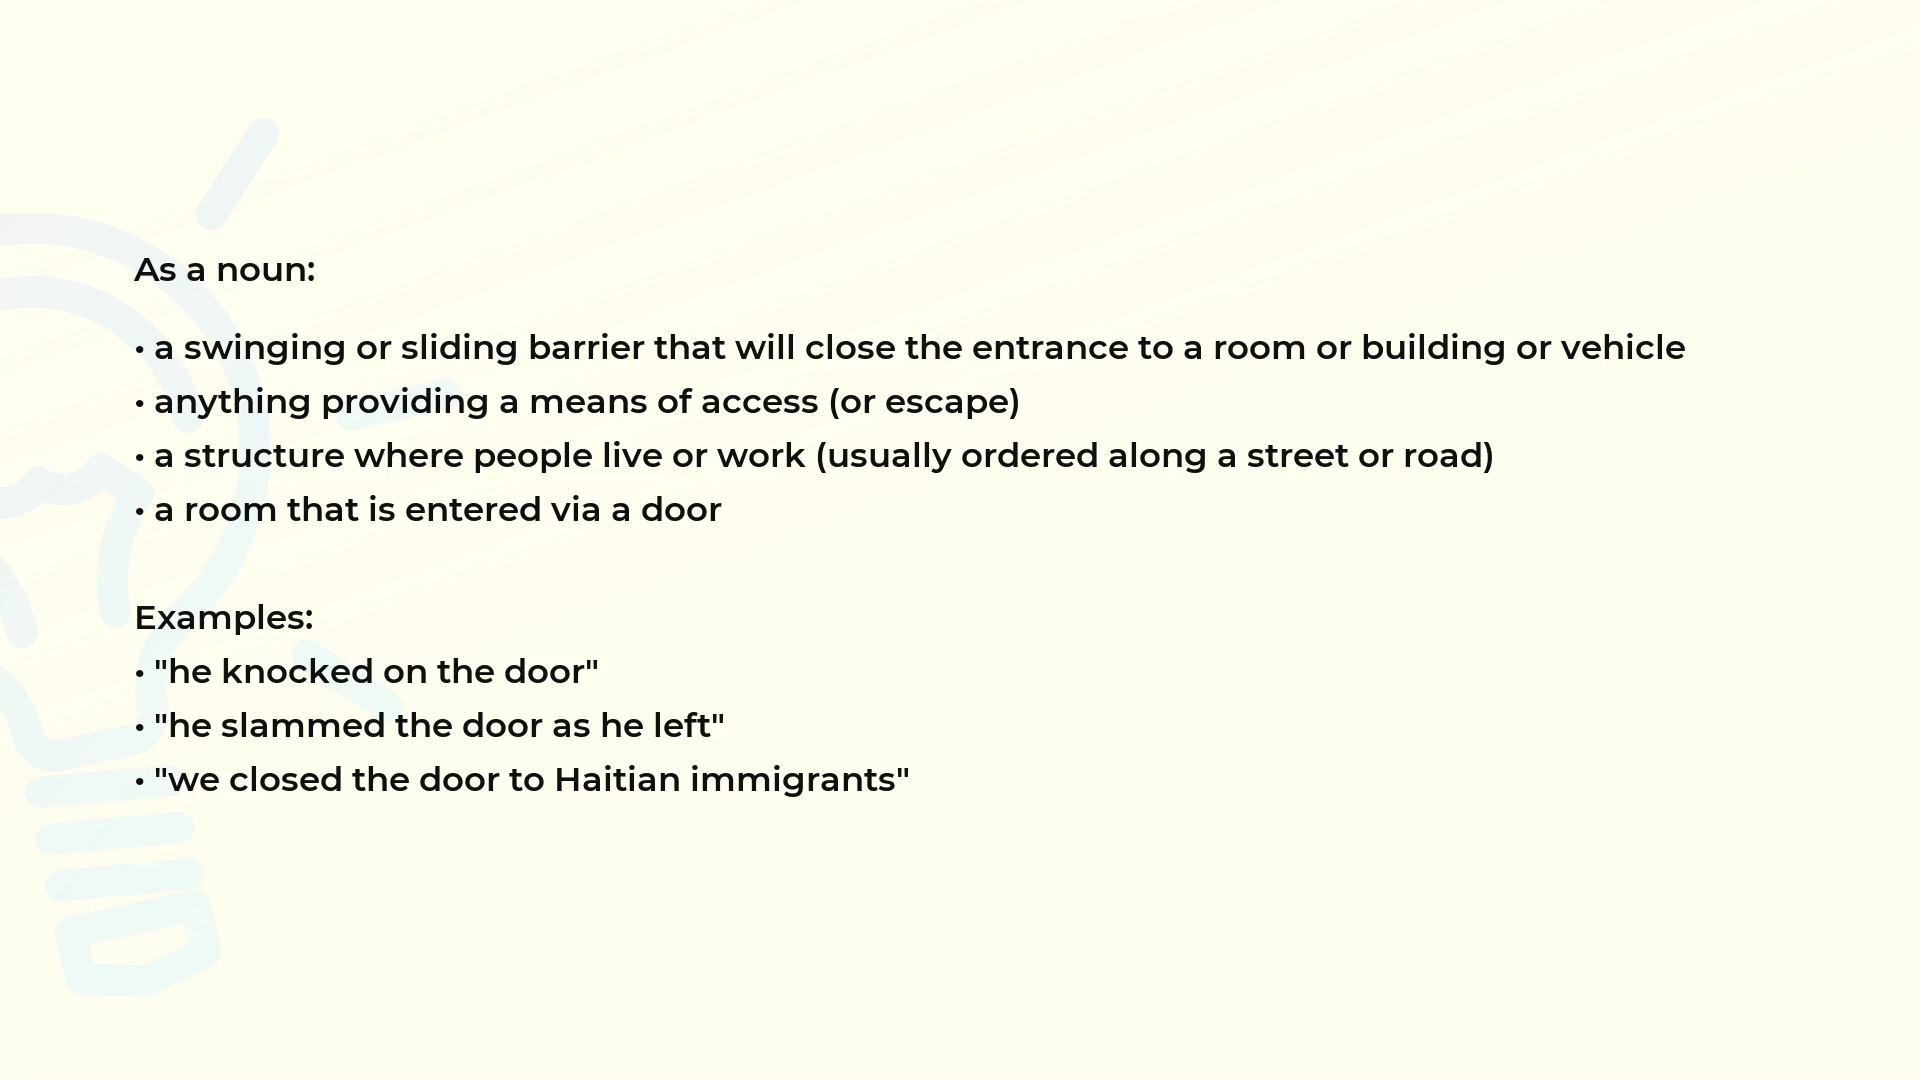 As a noun:
• a swinging or sliding barrier that will close the entrance to a room or building or vehicle
• anything providing a means of access (or escape)
• a structure where people live or work (usually ordered along a street or road)
• a room that is entered via a door
Examples:
• "he knocked on the door"
• "he slammed the door as he left"
• "we closed the door to Haitian immigrants"